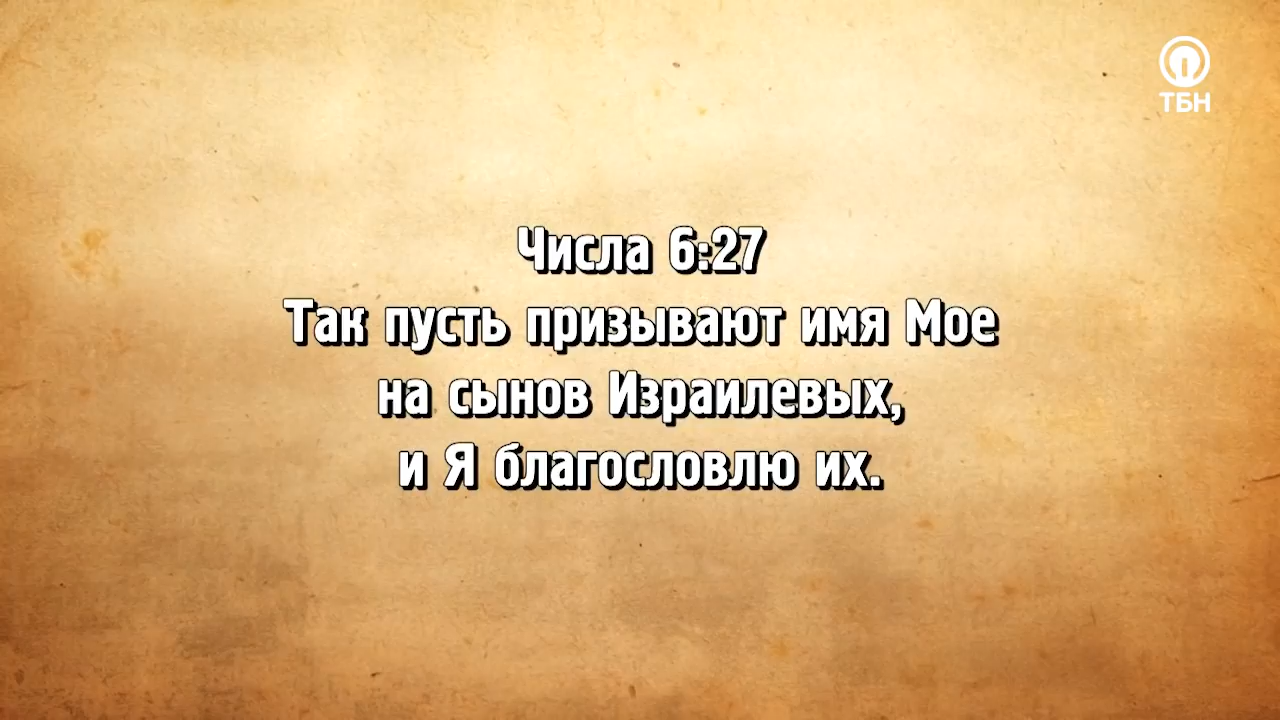 ТБН
Числа 6:27
Так пусть призывают имя Мое
на сынов Израилевых,
и Я благословлю их.